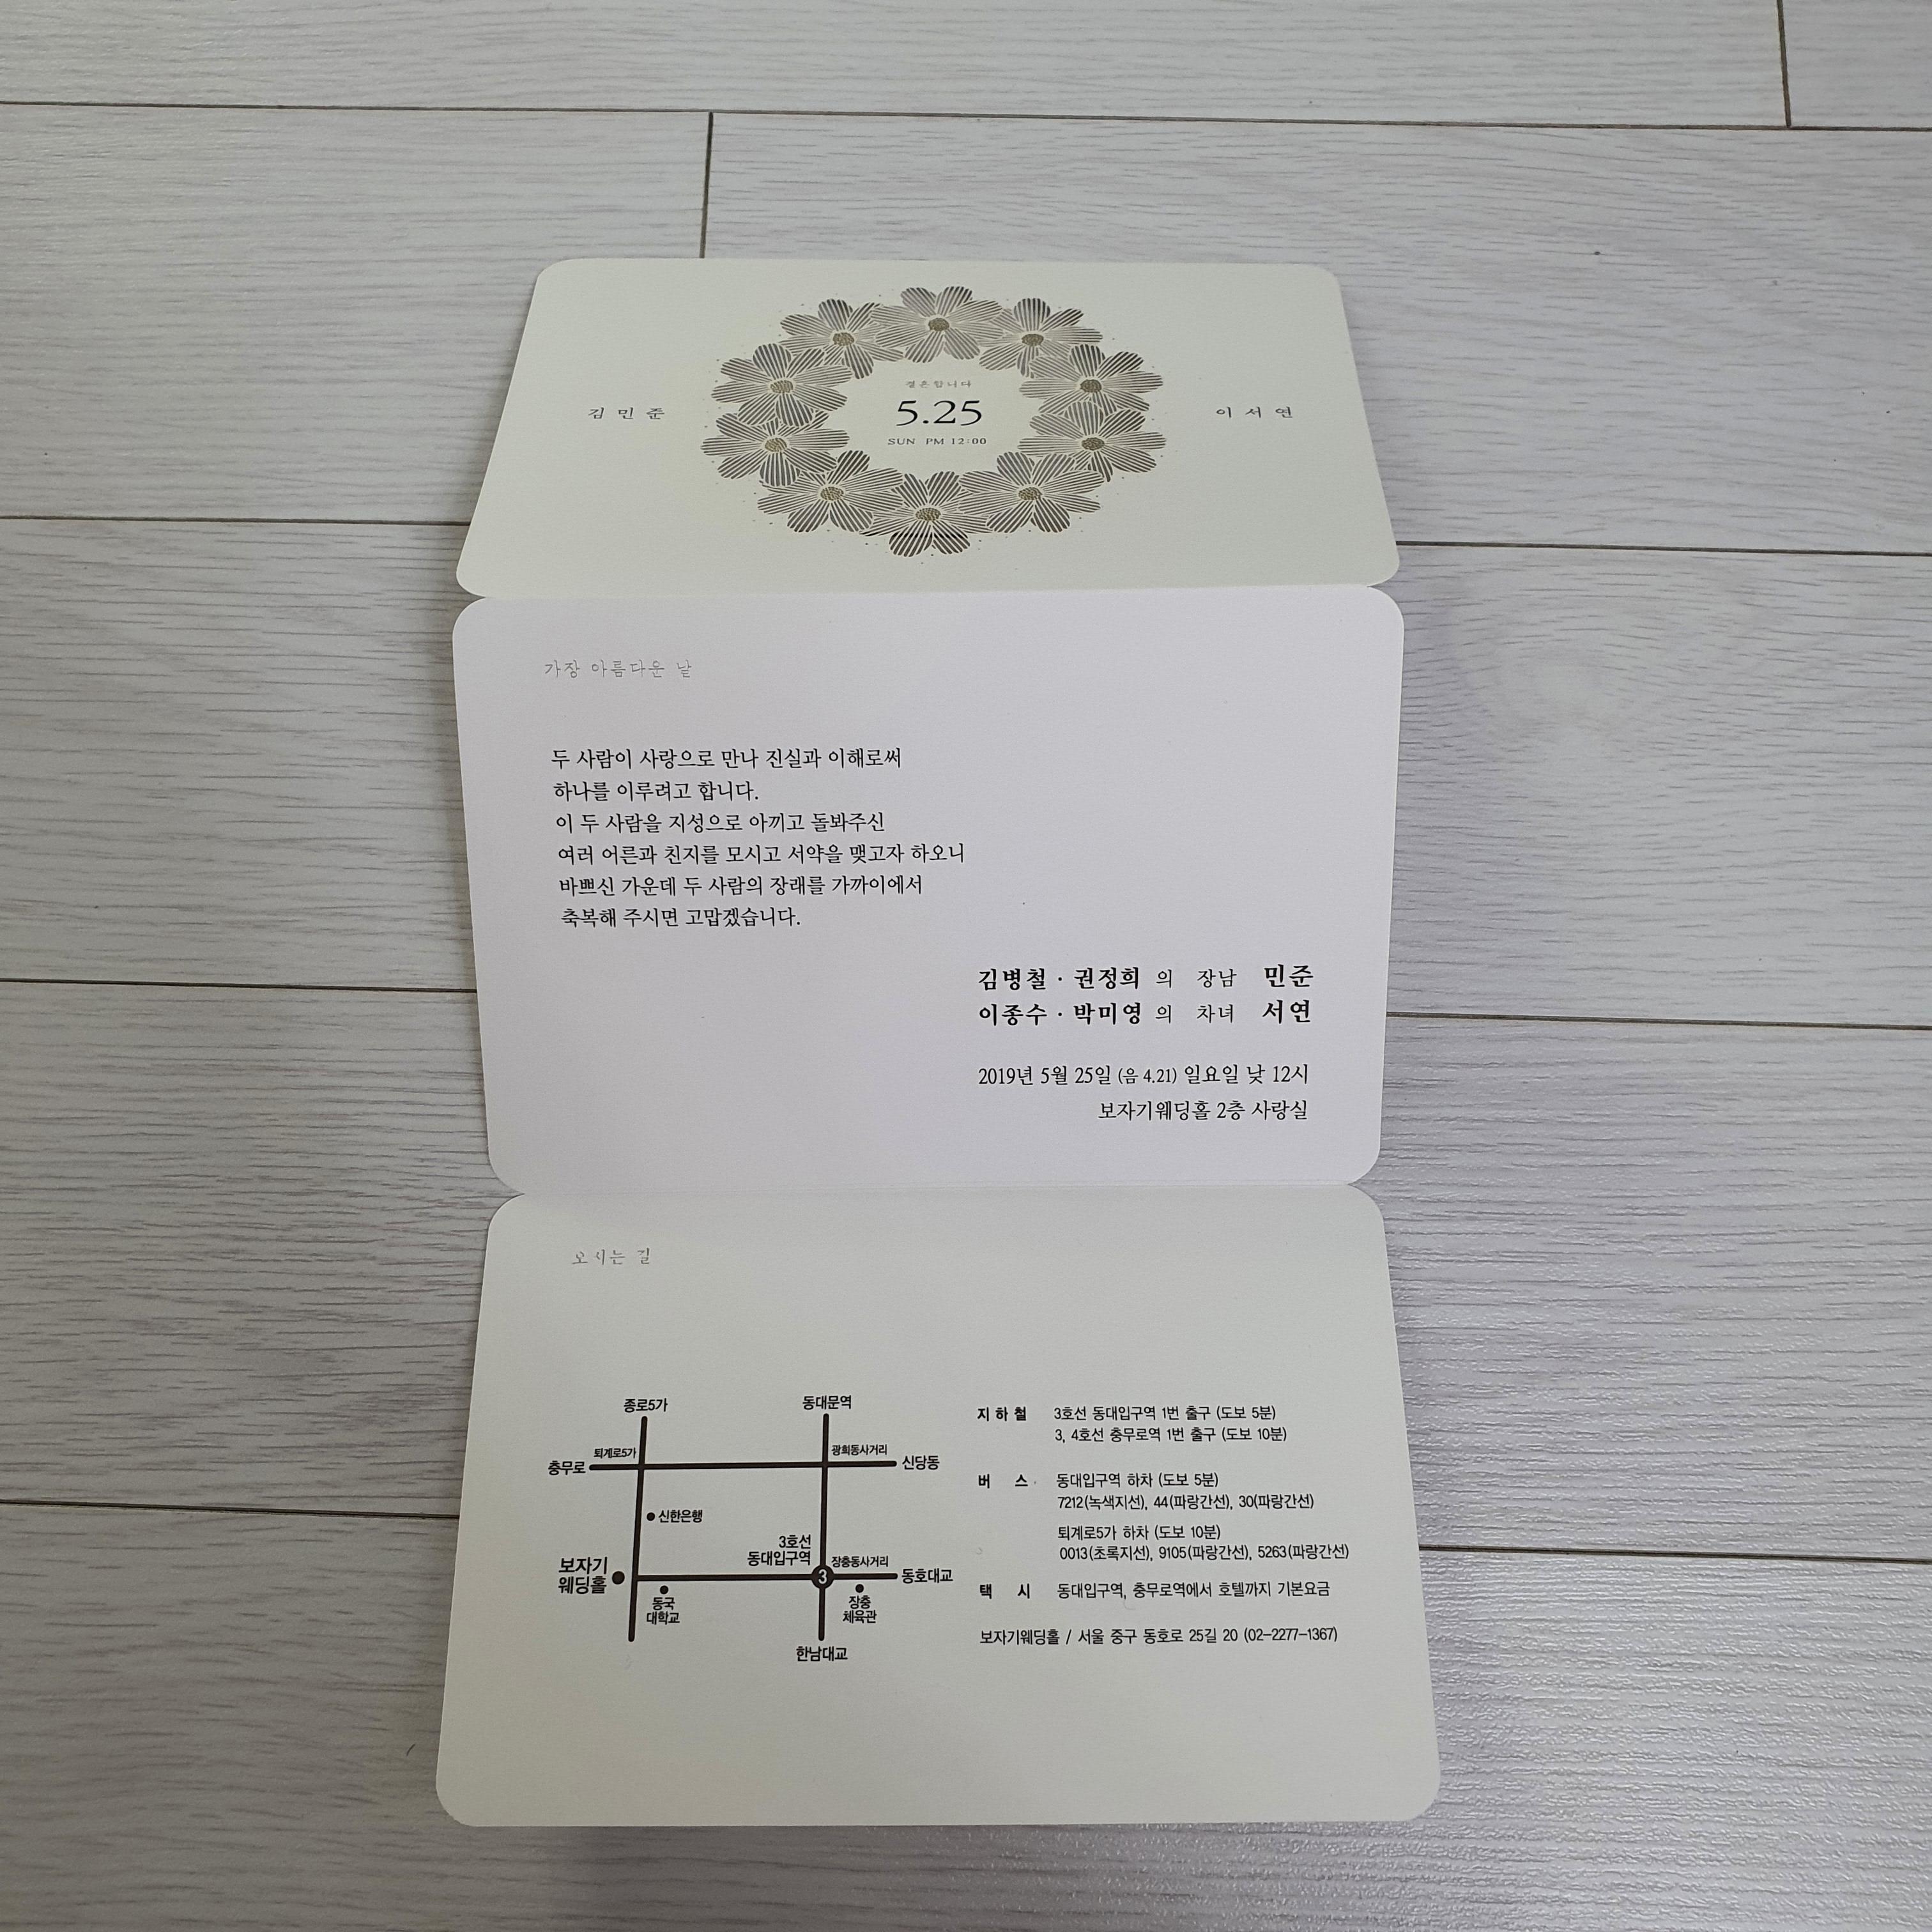 결혼합니다
5.25
SUN PM 12:00
김민준
이서연
가장 아름다운 날
두 사람이 사랑으로 만나 진실과 이해로써
하나를 이루려고 합니다.
이 두 사람을 지성으로 아끼고 돌봐주신
여러 어른과 친지를 모시고 서약을 맺고자 하오니
바쁘신 가운데 두 사람의 장래를 가까이에서
축복해 주시면 고맙겠습니다.
김병철 · 권정희 의 장남 민준
이종수 · 박미영 의 차녀 서연
2019년 5월 25일 (음 4.21) 일요일 낮 12시
보자기웨딩홀 2층 사랑실
오시는 길
종로5가
동대문역
퇴계로5가
광희동사거리
충무로
신당동
신한은행
3호선
동대입구역
장충동사거리
보자기
웨딩홀
3
동호대교
동국
대학교
장충
체육관
한남대교
지하철 3호선 동대입구역 1번 출구 (도보 5분)
3, 4호선 충무로역 1번 출구 (도보 10분)
버 스 동대입구역 하차 (도보 5분)
7212(녹색지선), 44(파랑간선), 30(파랑간선)
퇴계로5가 하차 (도보 10분)
0013(초록지선), 9105(파랑간선), 5263(파랑간선)
택 시 동대입구역, 충무로역에서 호텔까지 기본요금
보자기웨딩홀 / 서울 중구 동호로 25길 20 (02-2277-1367)